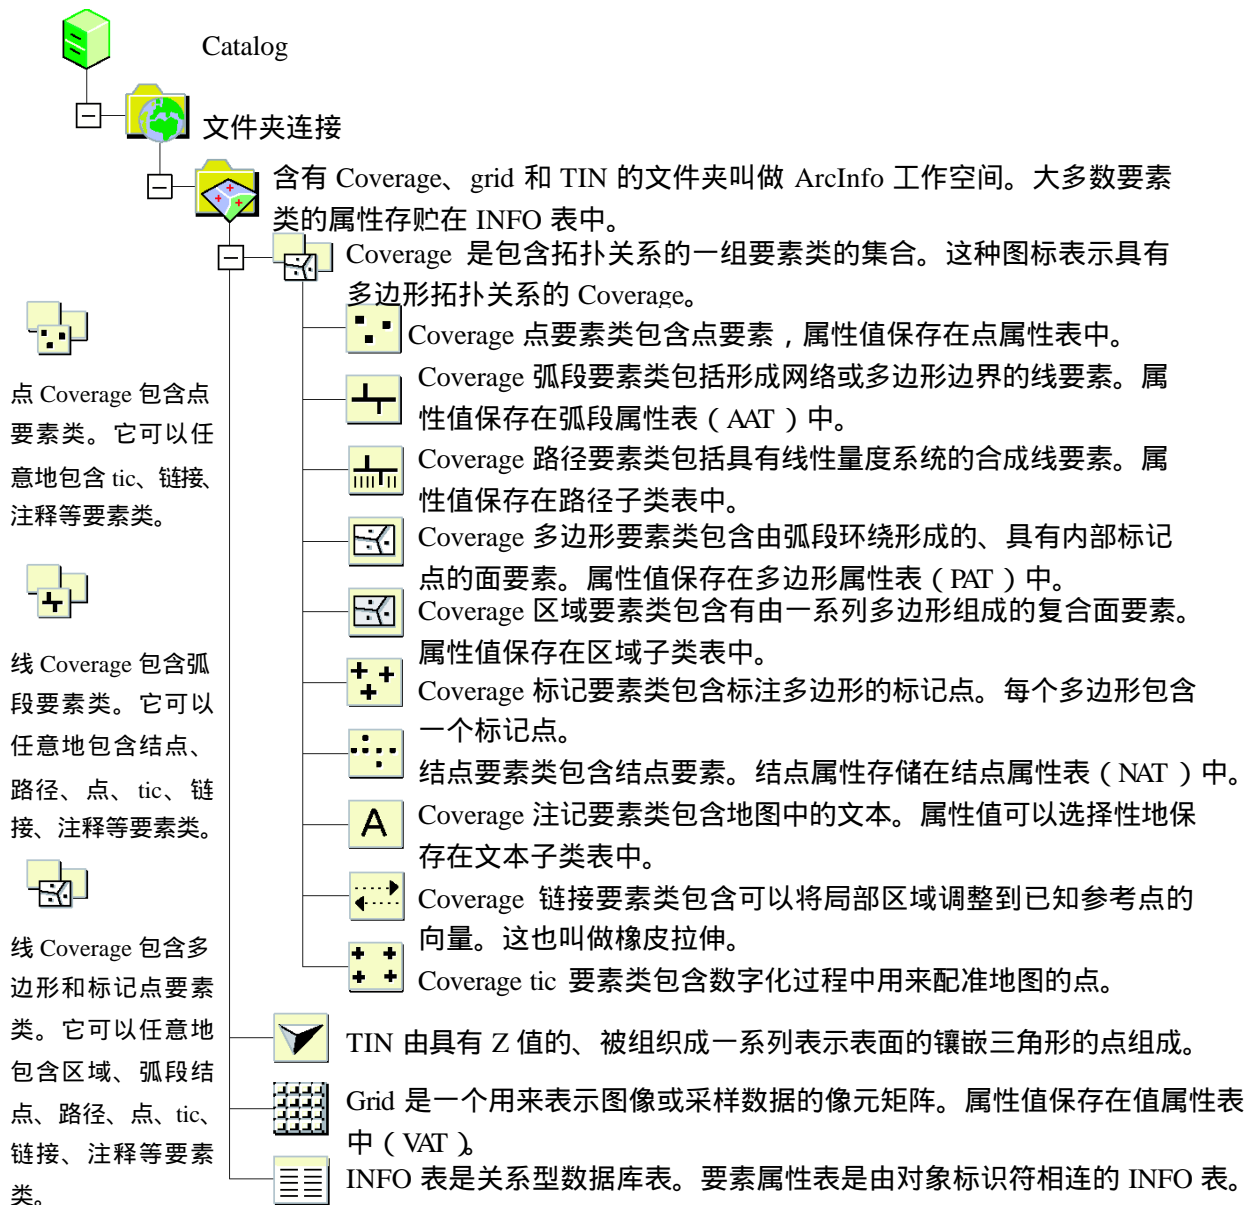 Catalog
文件夹连接
含有 Coverage、grid 和 TIN 的文件夹叫做 ArcInfo 工作空间。大多数要素
类的属性存贮在 INFO 表中。
Coverage 是包含拓扑关系的一组要素类的集合。这种图标表示具有
多边形拓扑关系的 Coverage。
Coverage 点要素类包含点要素，属性值保存在点属性表中。
Coverage 弧段要素类包括形成网络或多边形边界的线要素。属
性值保存在弧段属性表（AAT）中。
Coverage 路径要素类包括具有线性量度系统的合成线要素。属
性值保存在路径子类表中。
Coverage 多边形要素类包含由弧段环绕形成的、具有内部标记
点的面要素。属性值保存在多边形属性表（PAT）中。
Coverage 区域要素类包含有由一系列多边形组成的复合面要素。
属性值保存在区域子类表中。
Coverage 标记要素类包含标注多边形的标记点。每个多边形包含
一个标记点。
结点要素类包含结点要素。结点属性存储在结点属性表（NAT）中。
Coverage 注记要素类包含地图中的文本。属性值可以选择性地保
存在文本子类表中。
A
Coverage 链接要素类包含可以将局部区域调整到已知参考点的
向量。这也叫做橡皮拉伸。
Coverage tic 要素类包含数字化过程中用来配准地图的点。
TIN 由具有 Z 值的、被组织成一系列表示表面的镶嵌三角形的点组成。
Grid 是一个用来表示图像或采样数据的像元矩阵。属性值保存在值属性表
中（VAT）。
INFO 表是关系型数据库表。要素属性表是由对象标识符相连的 INFO 表。
点 Coverage 包含点
要素类。它可以任
意地包含 tic、链接、
注释等要素类。
线 Coverage 包含弧
段要素类。它可以
任意地包含结点、
路径、点、tic、链
接、注释等要素类。
线 Coverage 包含多
边形和标记点要素
类。它可以任意地
包含区域、弧段结
点、路径、点、tic、
链接、注释等要素
类。